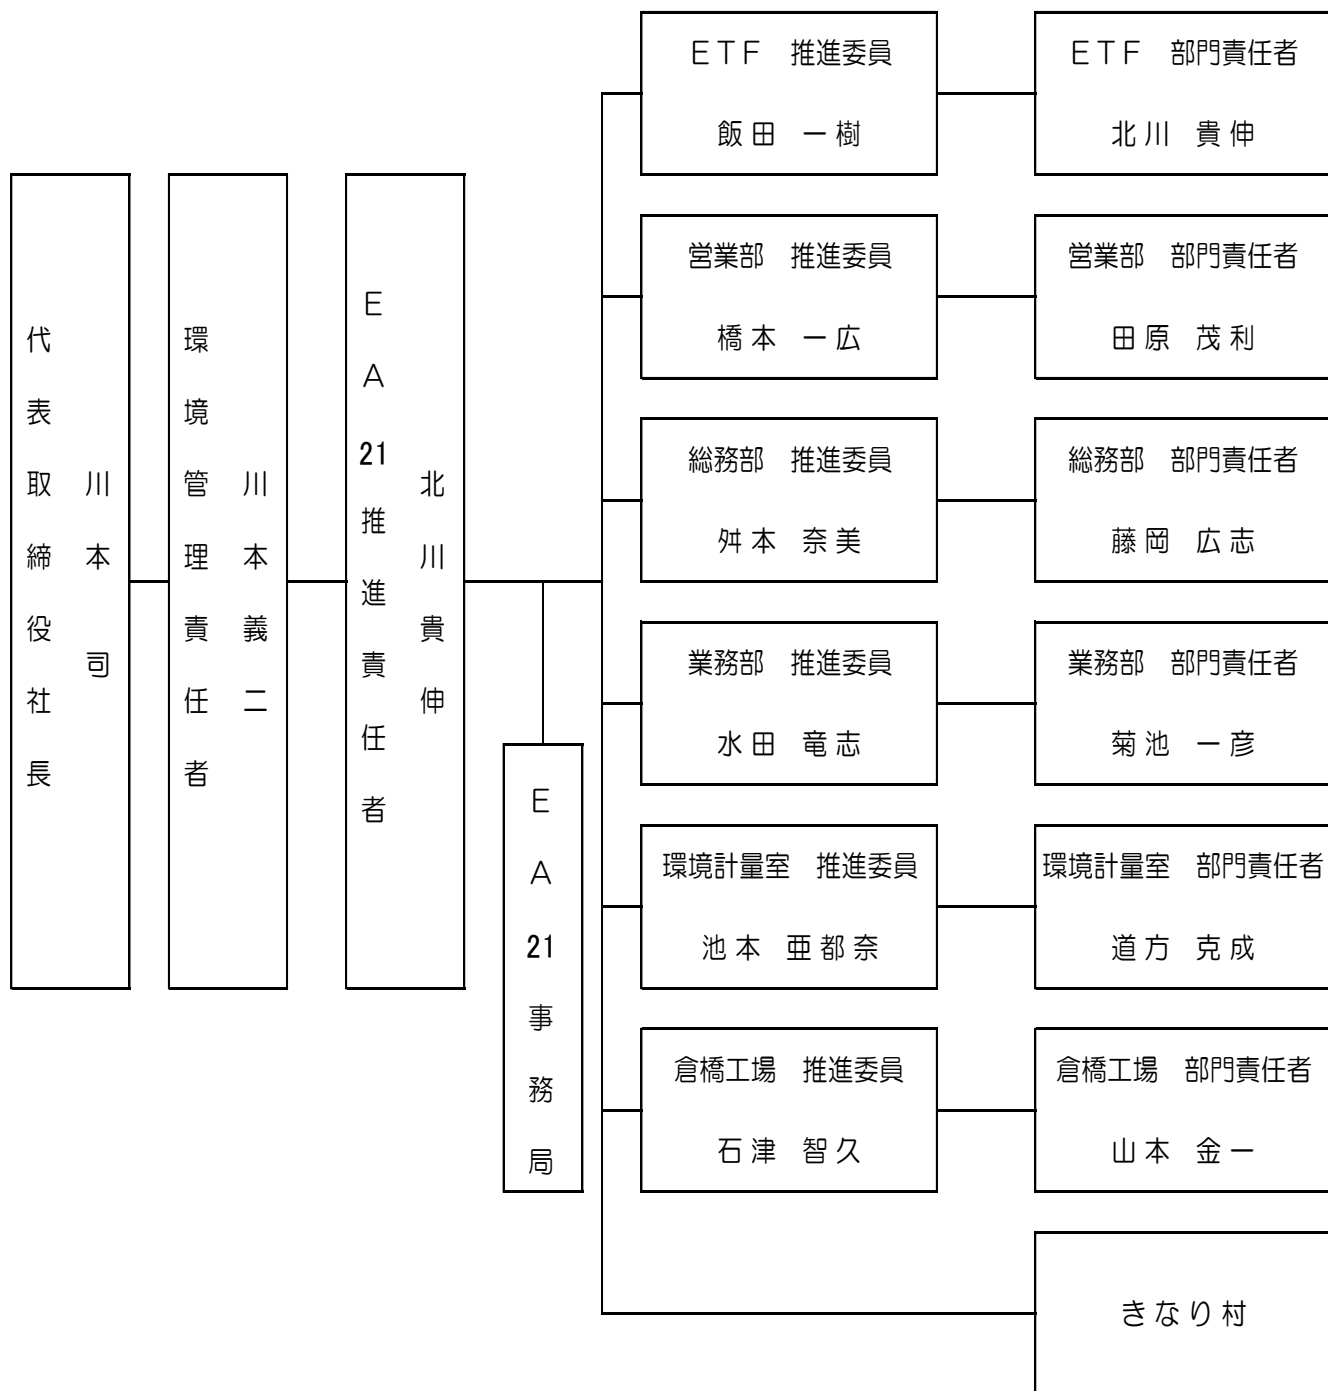 代表取締役社長
川本 司
環境管理責任者
川本義二
EA21推進責任者
北川貴伸
EA21事務局
ETF 推進委員
飯田 一樹
ETF 部門責任者
北川 貴伸
営業部 推進委員
橋本 一広
営業部 部門責任者
田原 茂利
総務部 推進委員
舛本 奈美
総務部 部門責任者
藤岡 広志
業務部 推進委員
水田 竜志
業務部 部門責任者
菊池 一彦
環境計量室 推進委員
池本 亜都奈
環境計量室 部門責任者
道方 克成
倉橋工場 推進委員
石津 智久
倉橋工場 部門責任者
山本 金一
きなり村